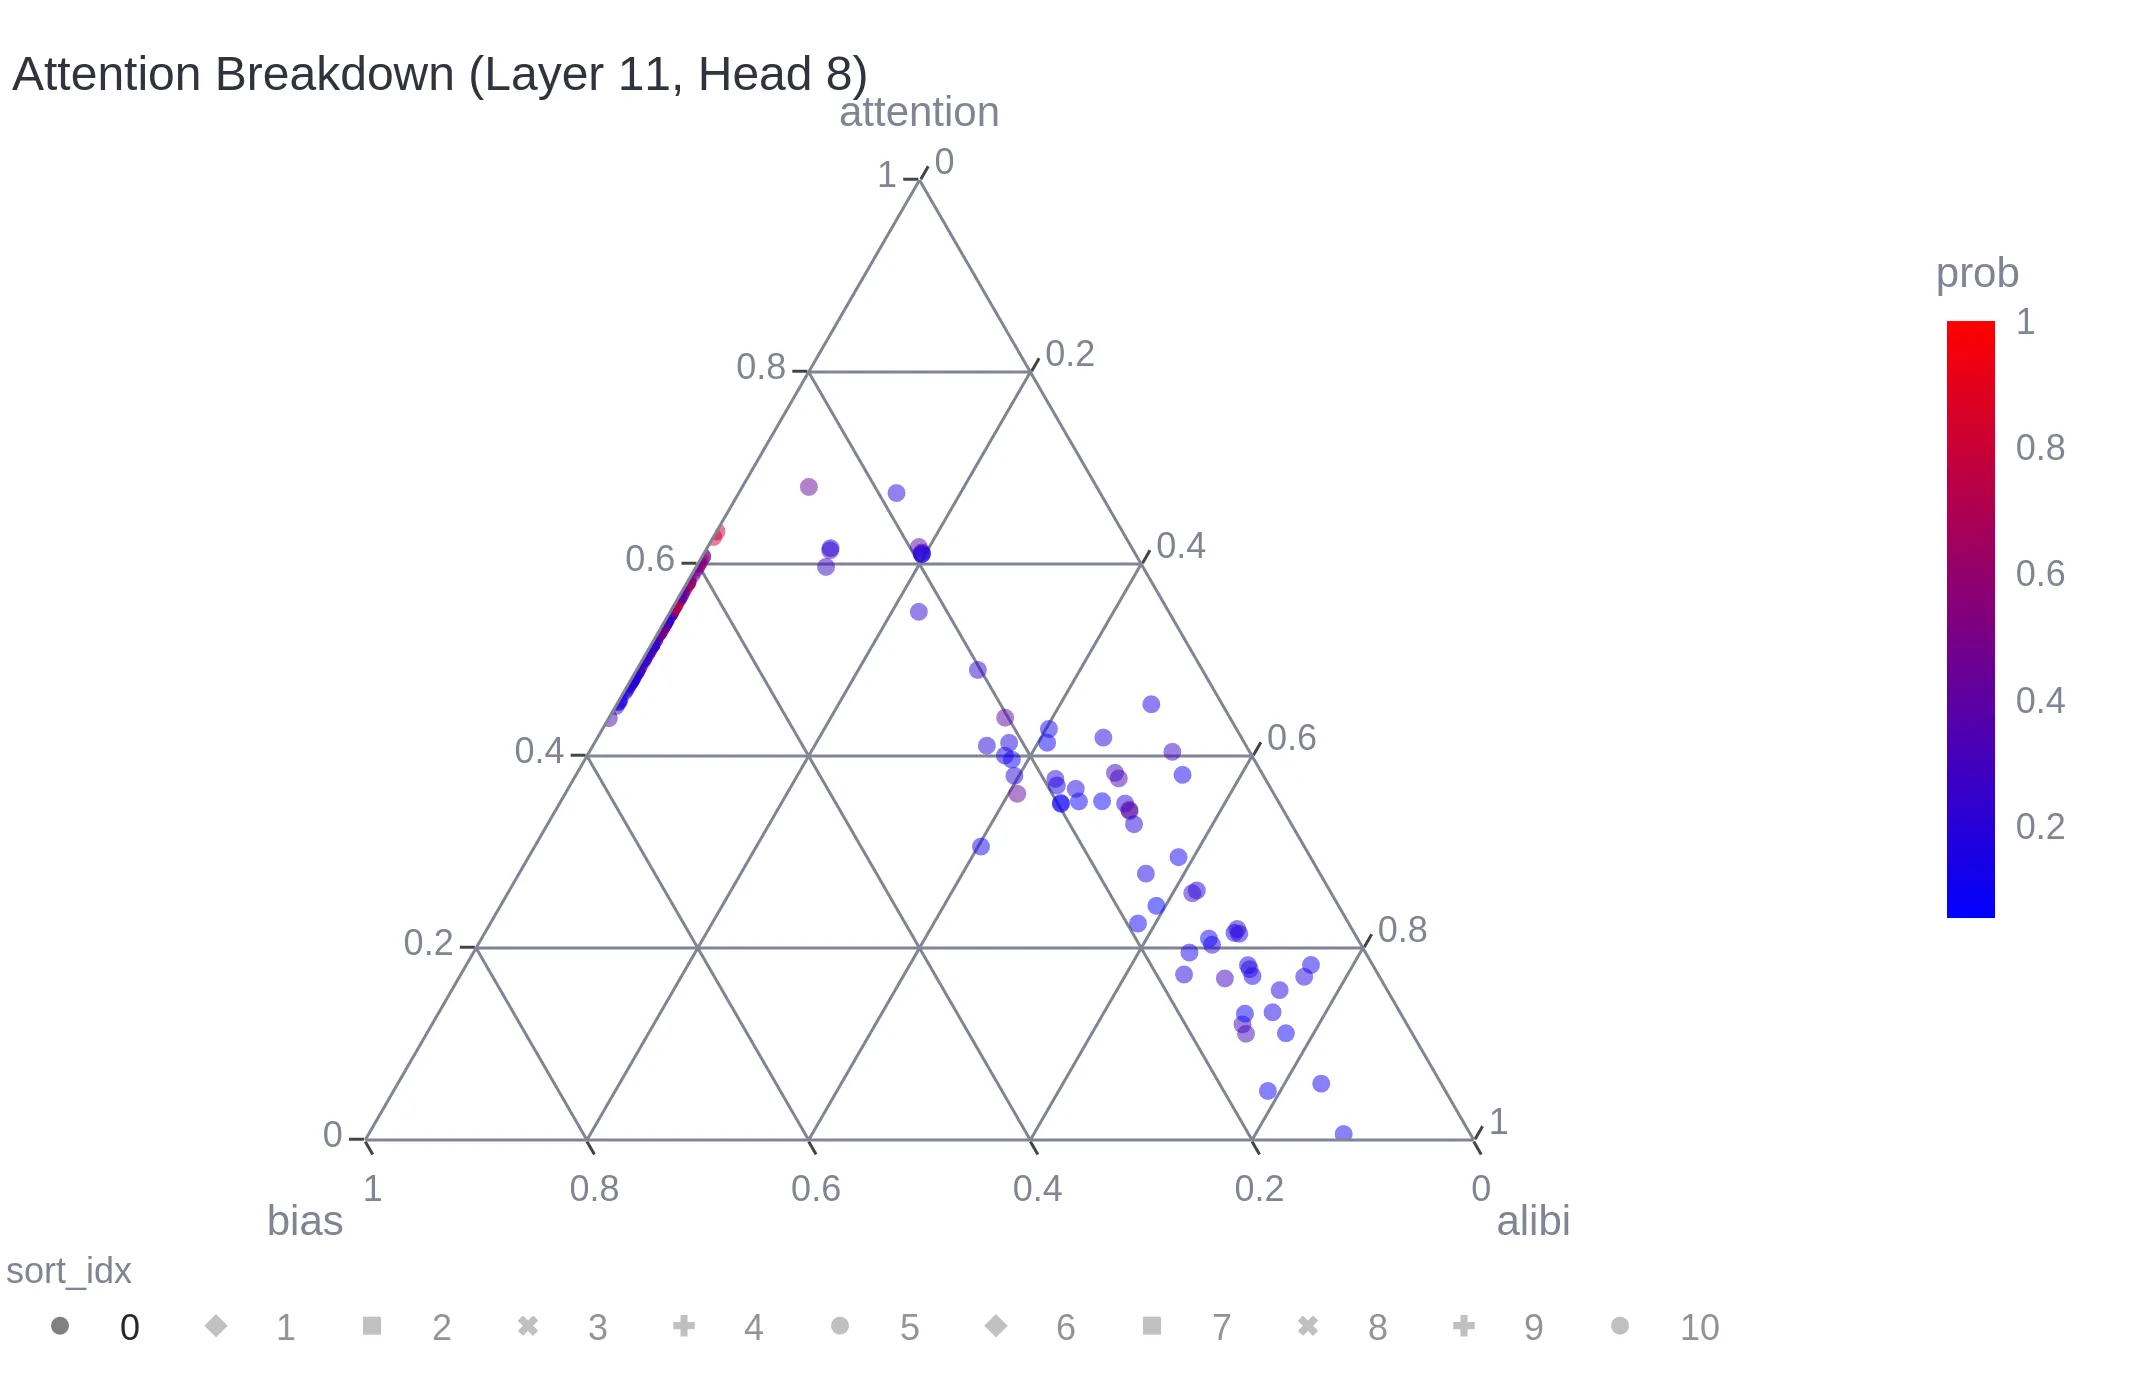 Attention Breakdown (Layer 11, Head 8)
attention
1 0
0.8 0.2
0.6 0.4
0.4 0.6
0.2 0.8
0 1
1 0.8 0.6 0.4 0.2 0
bias alibi
prob
1
0.8
0.6
0.4
0.2
sort_idx
0 1 2 3 4 5 6 7 8 9 10